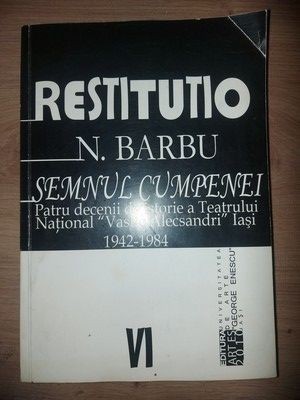 RESTITUTIO
N. BARBU
SEMNUL CUMPENEI
Patru decenii de istorie a Teatrului
Național "Vasile Alecsandri" Iași
1942-1984
VI
EDITURA
ARTES
2010
UNIVERSITATEA
DE ARTE
"GEORGE ENESCU"
IAȘI